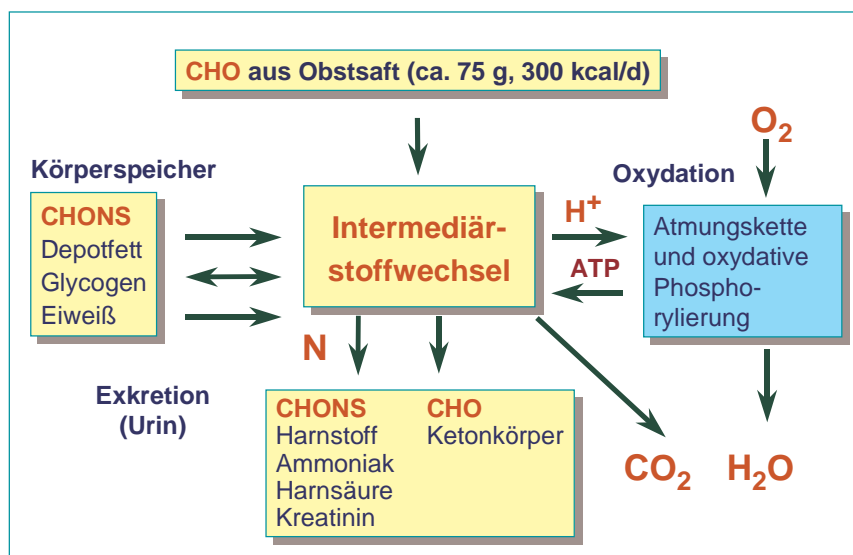 CHO aus Obstsaft (ca. 75 g, 300 kcal/d)
O2
Körperspeicher
Oxydation
CHONS
Depotfett
Glycogen
Eiweiß
Intermediär-
stoffwechsel
H+
ATP
Atmungskette
und oxydative
Phospho-
rylierung
N
Exkretion
(Urin)
CHONS
Harnstoff
Ammoniak
Harnsäure
Kreatinin
CHO
Ketonkörper
CO2
H2O